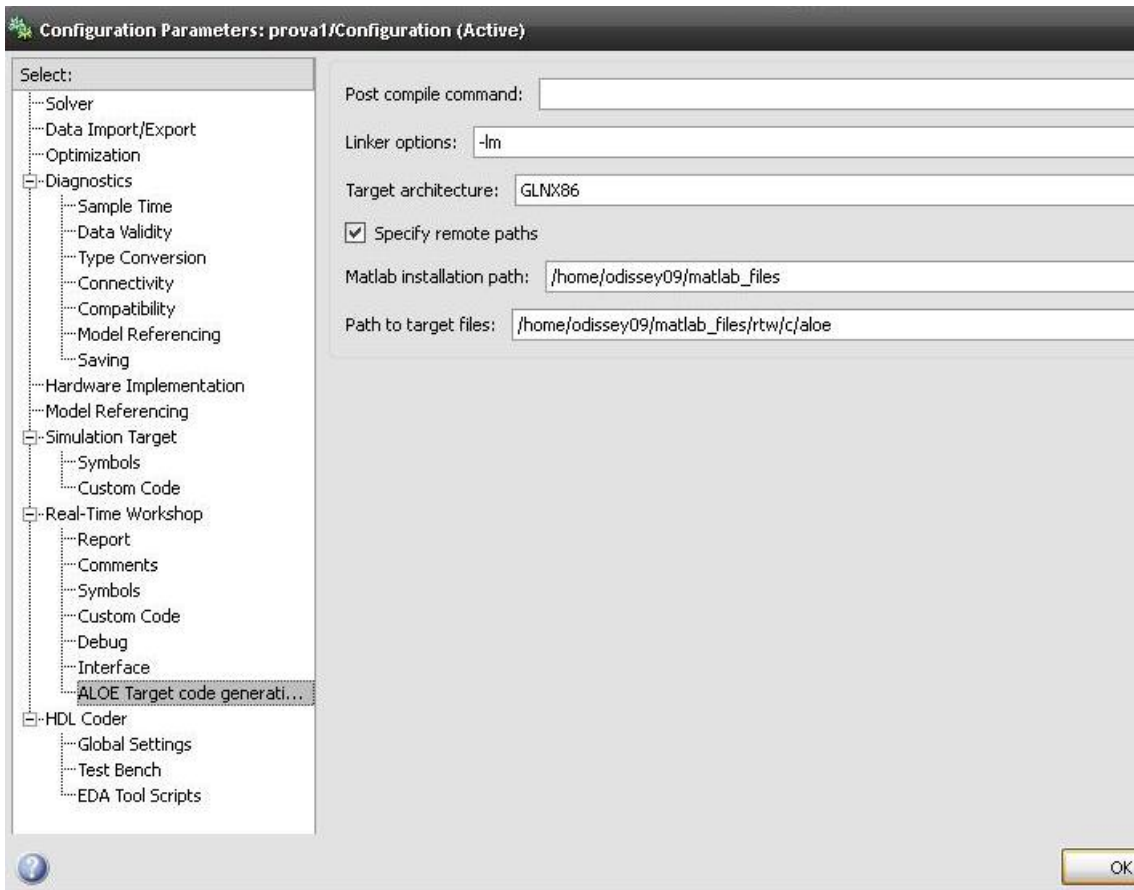 Configuration Parameters: prova1/Configuration (Active)
Select:
Solver
Data Import/Export
Optimization
Diagnostics
Sample Time
Data Validity
Type Conversion
Connectivity
Compatibility
Model Referencing
Saving
Hardware Implementation
Model Referencing
Simulation Target
Symbols
Custom Code
Real-Time Workshop
Report
Comments
Symbols
Custom Code
Debug
Interface
ALOE Target code generati...
HDL Coder
Global Settings
Test Bench
EDA Tool Scripts
Post compile command:
Linker options: -lm
Target architecture: GLNX86
Specify remote paths
Matlab installation path: /home/odissey09/matlab_files
Path to target files: /home/odissey09/matlab_files/rtw/c/aloe
OK